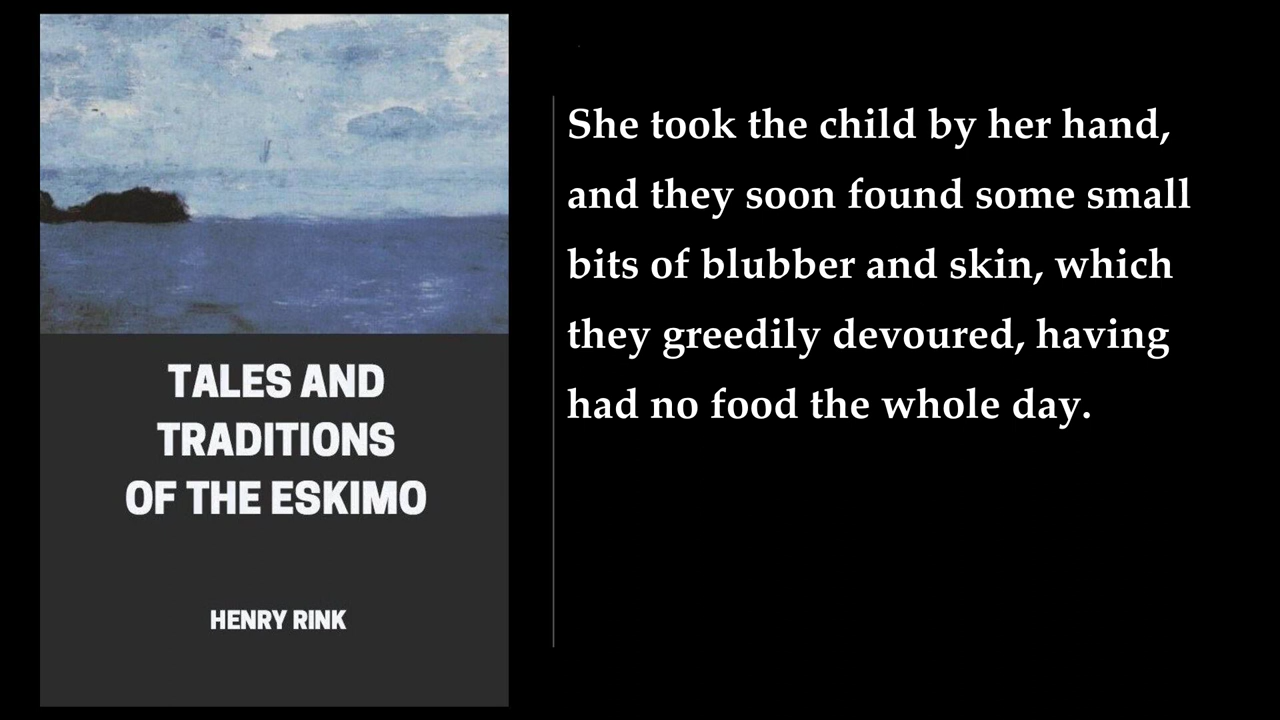 TALES AND
TRADITIONS
OF THE ESKIMO
HENRY RINK
She took the child by her hand,
and they soon found some small
bits of blubber and skin, which
they greedily devoured, having
had no food the whole day.